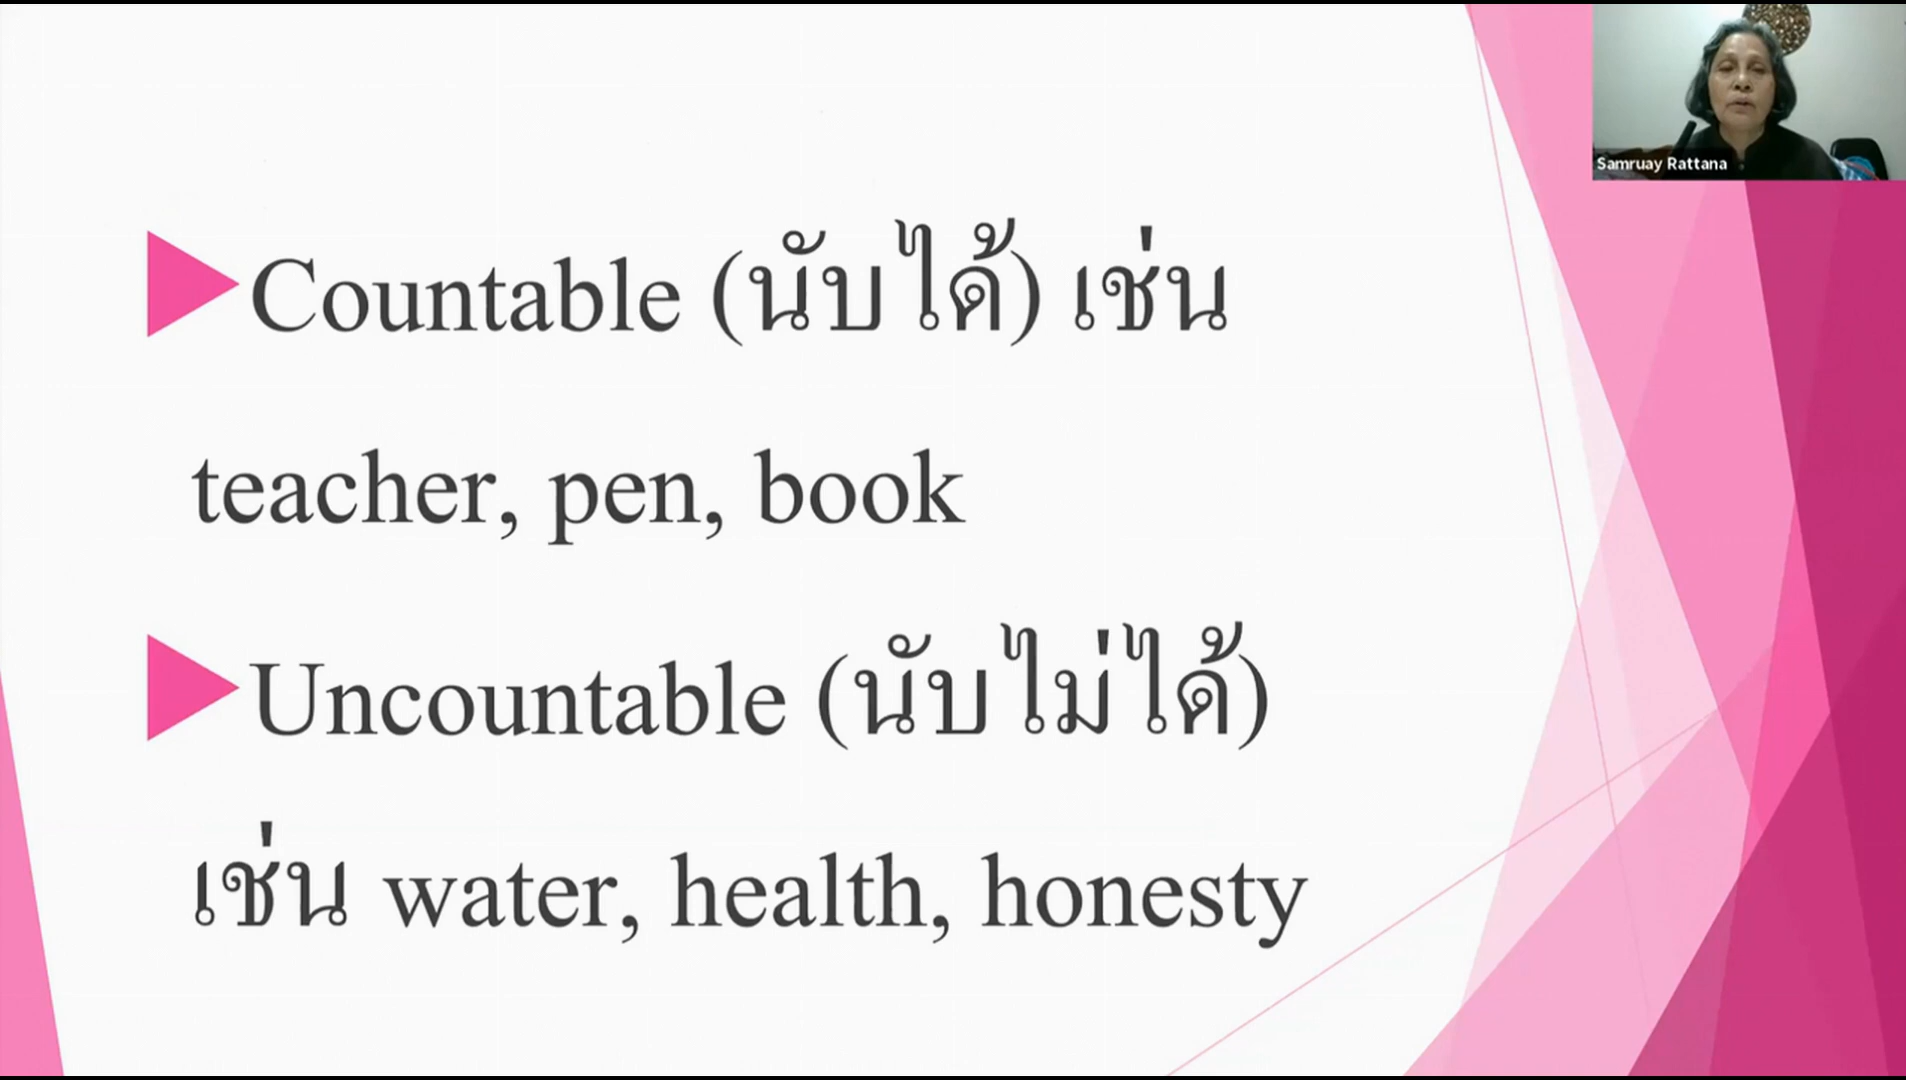 Countable (นับได้) เช่น
teacher, pen, book
Uncountable (นับไม่ได้)
เช่น water, health, honesty
Samruay Rattana